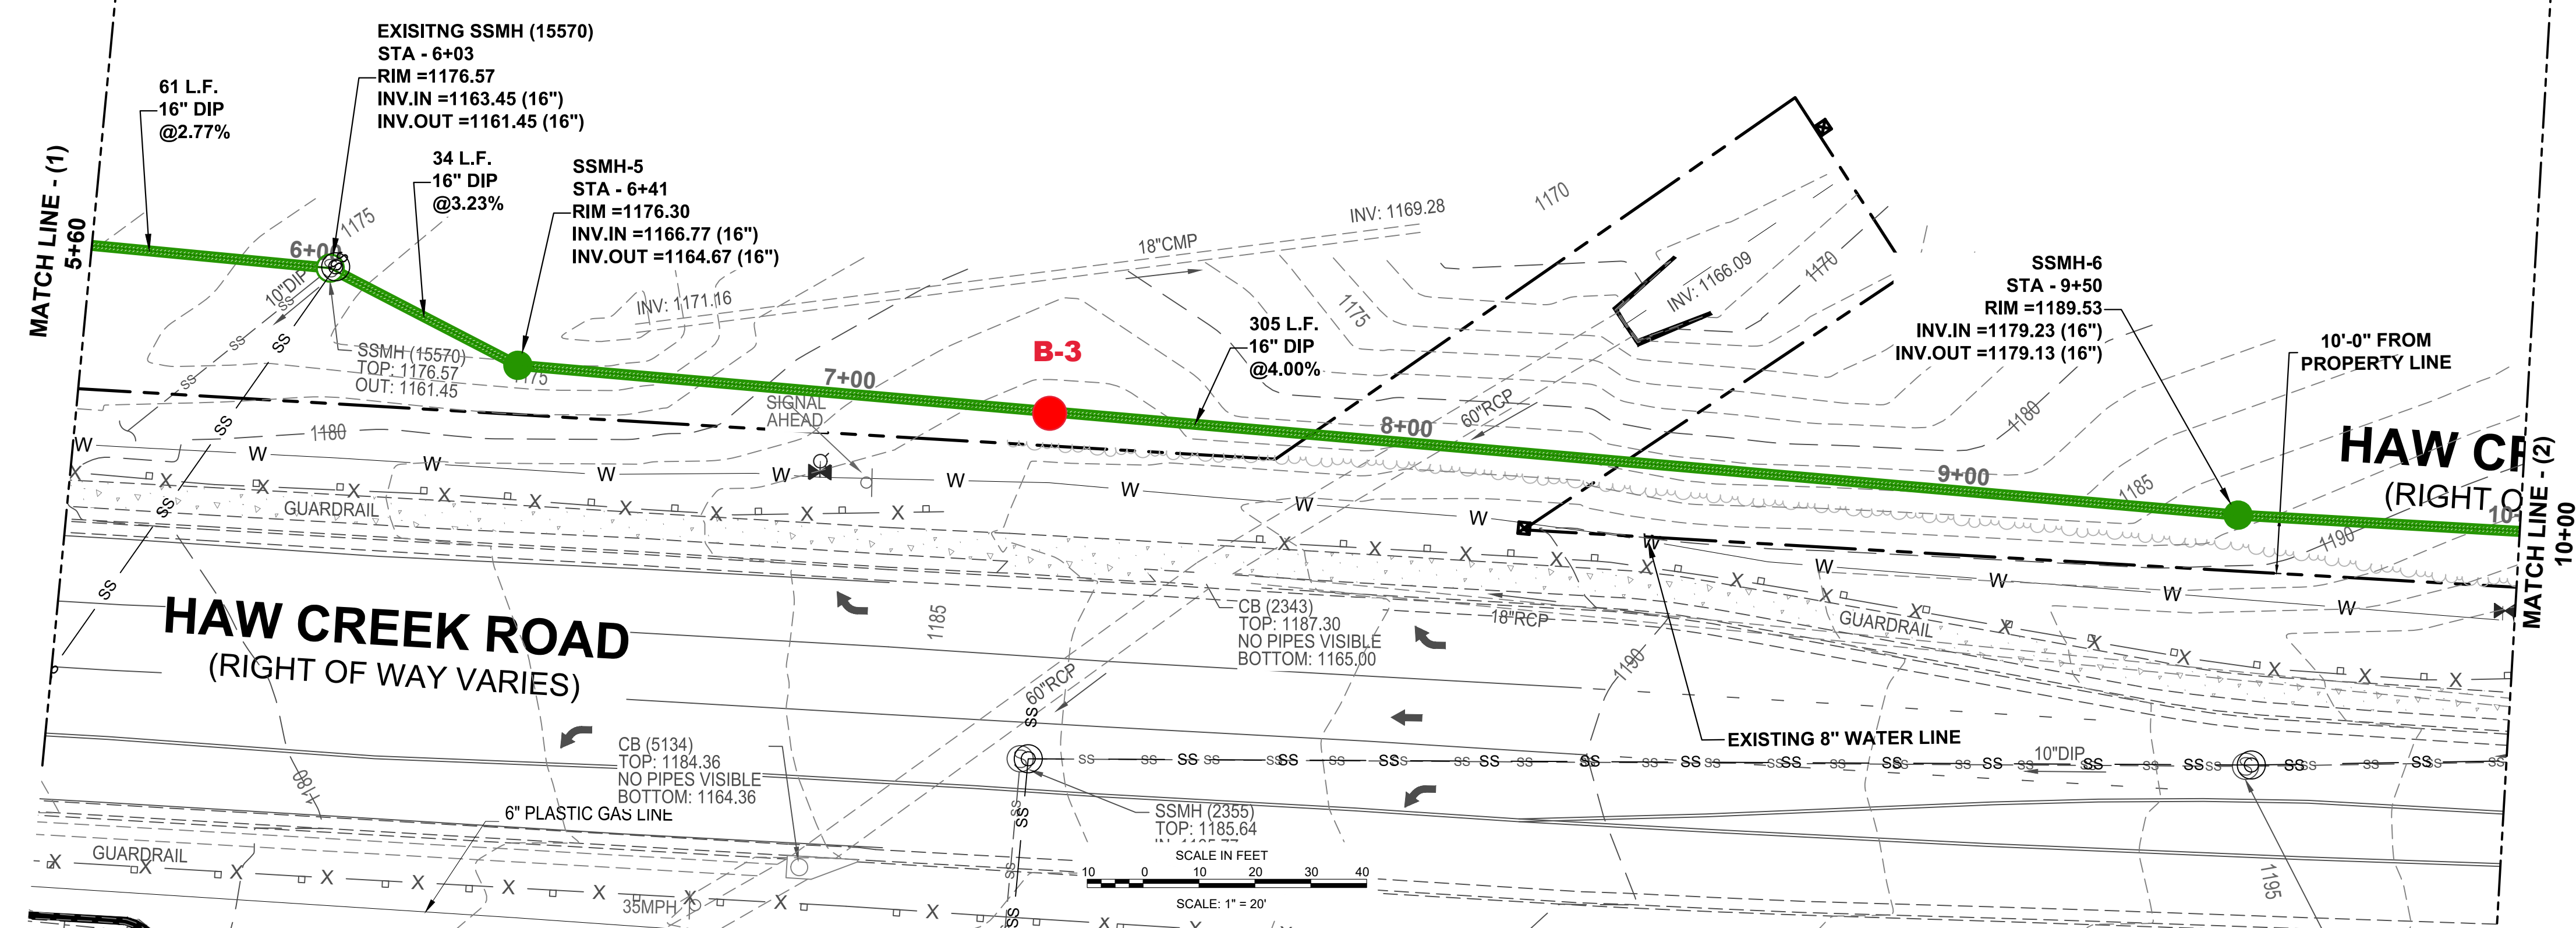 EXISITNG SSMH (15570)
STA - 6+03
RIM =1176.57
INV.IN =1163.45 (16")
INV.OUT =1161.45 (16")
61 L.F.
16" DIP
@2.77%
34 L.F.
16" DIP
@3.23%
SSMH-5
STA - 6+41
RIM =1176.30
INV.IN =1166.77 (16")
INV.OUT =1164.67 (16")
MATCH LINE - (1)
5+60
6+00
1175
10"DIP
SS
SS
SS
SSMH (15570)
TOP: 1176.57
OUT: 1161.45
1175
INV: 1171.16
18"CMP
INV: 1169.28
1170
1175
INV: 1166.09
1170
B-3
305 L.F.
16" DIP
@4.00%
7+00
8+00
9+00
SIGNAL
AHEAD
60"RCP
SSMH-6
STA - 9+50
RIM =1189.53
INV.IN =1179.23 (16")
INV.OUT =1179.13 (16")
10'-0" FROM
PROPERTY LINE
1180
1185
1190
HAW CR
(RIGHT O
10+
MATCH LINE - (2)
10+00
1180
W W W W W W W W W W W W W W
GUARDRAIL
HAW CREEK ROAD
(RIGHT OF WAY VARIES)
1185
CB (2343)
TOP: 1187.30
NO PIPES VISIBLE
BOTTOM: 1165.00
18"RCP
GUARDRAIL
1190
60"RCP
EXISTING 8" WATER LINE
10"DIP
CB (5134)
TOP: 1184.36
NO PIPES VISIBLE
BOTTOM: 1164.36
1180
6" PLASTIC GAS LINE
SSMH (2355)
TOP: 1185.64
SS
GUARDRAIL
35MPH
SCALE IN FEET
10 0 10 20 30 40
SCALE: 1" = 20'
1195